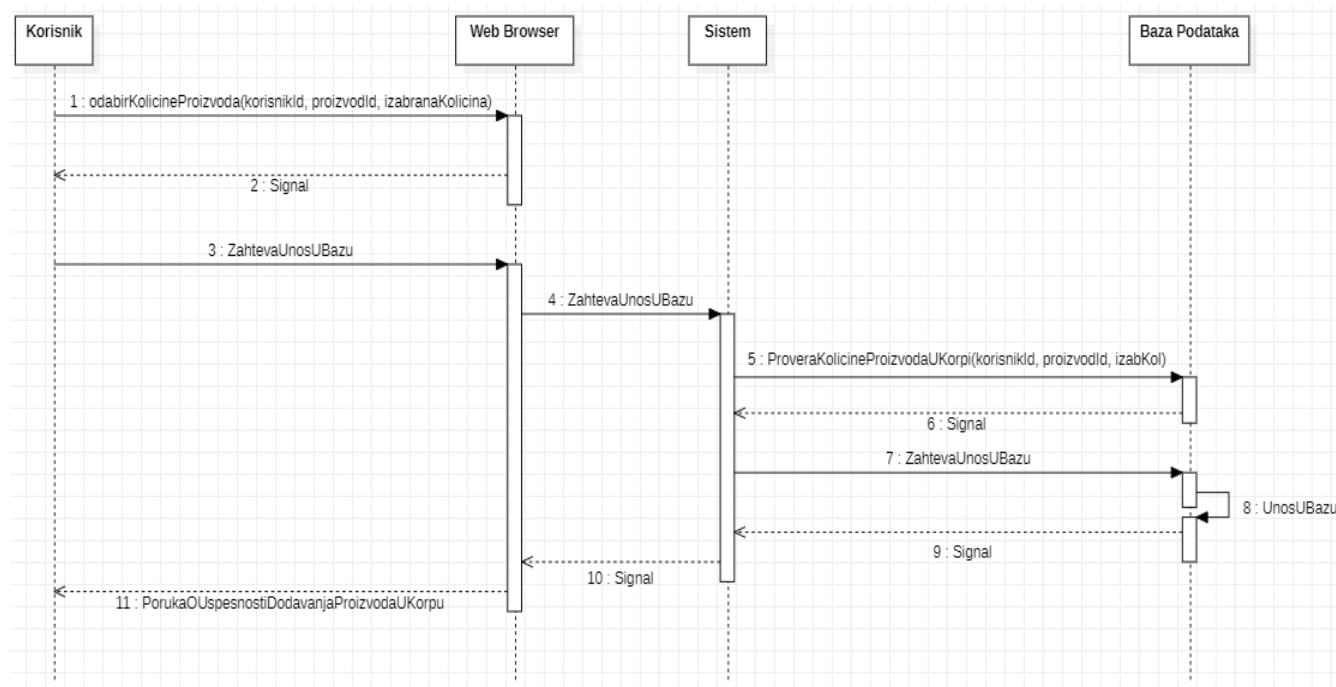 Korisnik
Web Browser
Sistem
Baza Podataka
1 : odabirKolicineProizvoda(korisnikId, proizvodId, izabranaKolicina)
2 : Signal
3 : ZahtevaUnosUBazu
4 : ZahtevaUnosUBazu
5 : ProveraKolicineProizvodaUKorpi(korisnikId, proizvodId, izabKol)
6 : Signal
7 : ZahtevaUnosUBazu
8 : UnosUBazu
9 : Signal
10 : Signal
11 : PorukaOUspesnostiDodavanjaProizvodaUKorpu